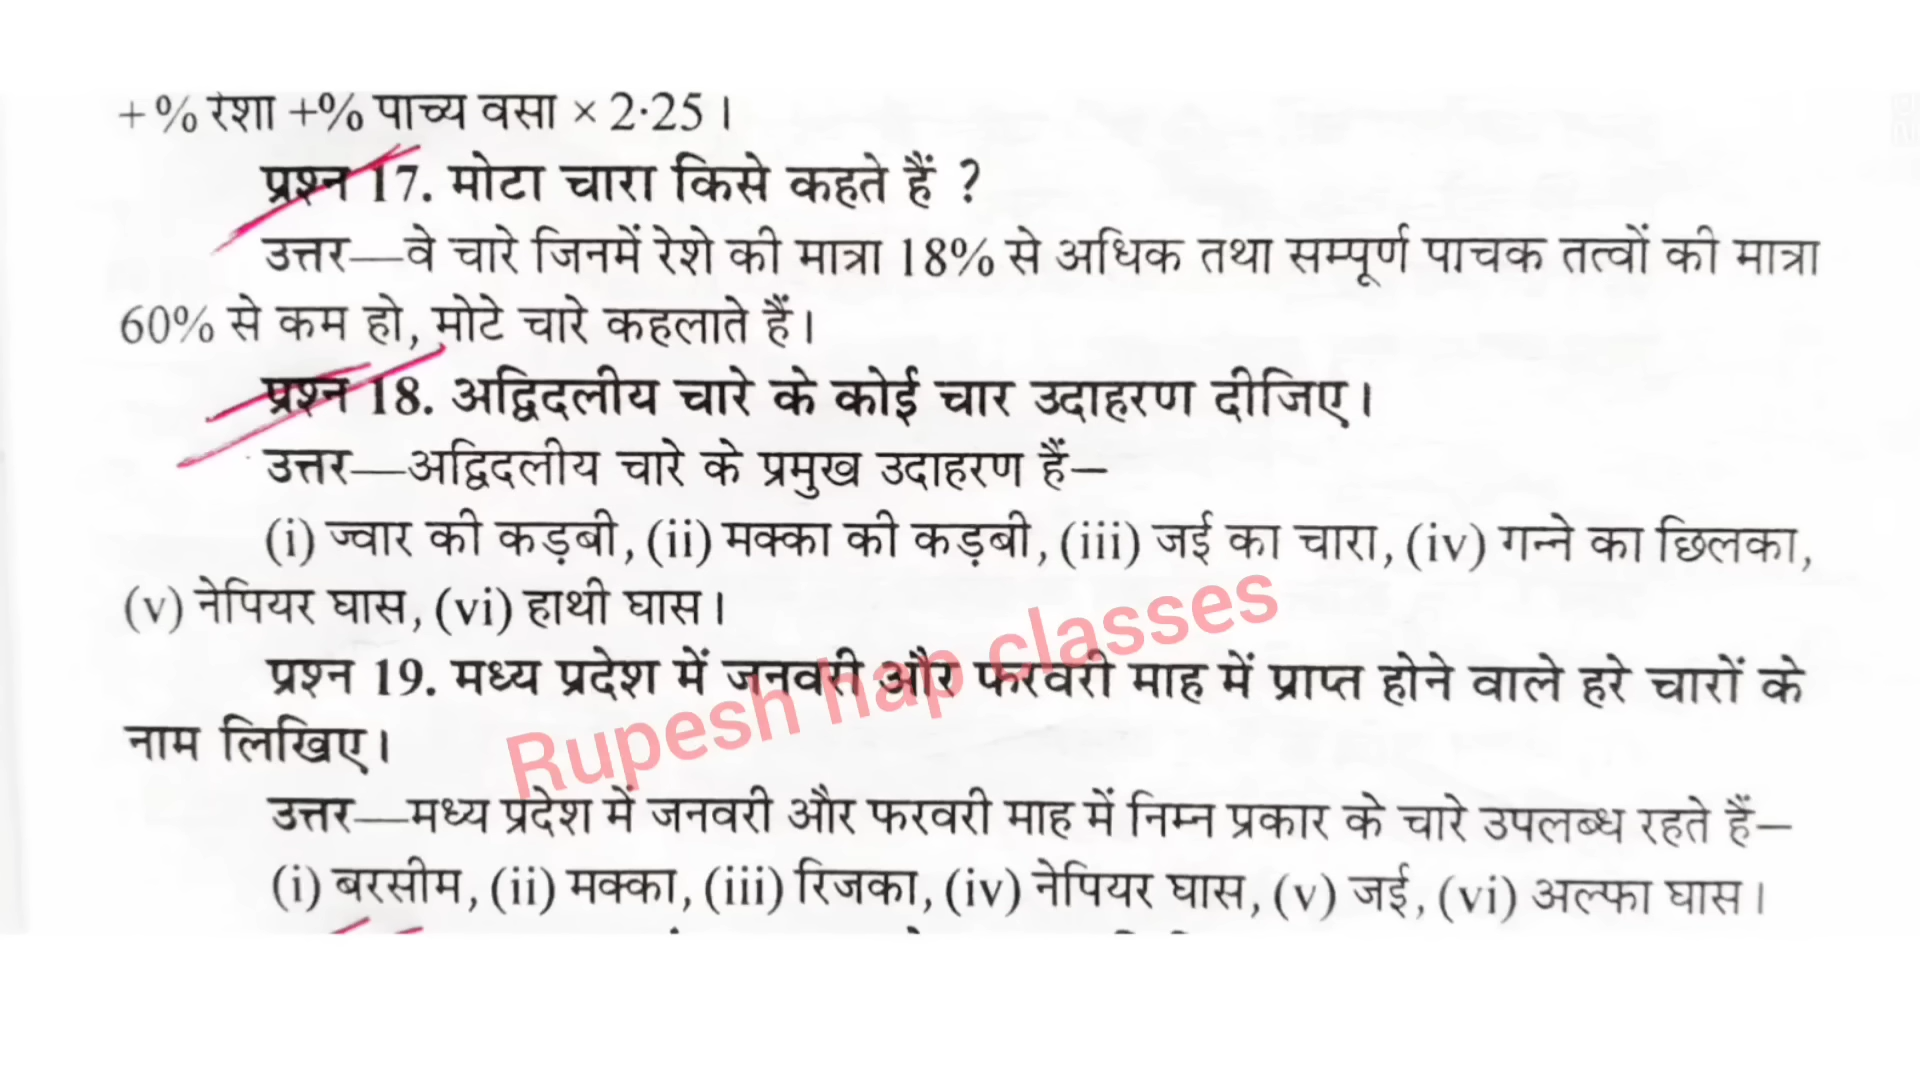 + % रेशा +% पाच्य वसा × 2·25 ।
प्रश्न 17. मोटा चारा किसे कहते हैं ?
उत्तर—वे चारे जिनमें रेशे की मात्रा 18% से अधिक तथा सम्पूर्ण पाचक तत्वों की मात्रा
60% से कम हो, मोटे चारे कहलाते हैं।
प्रश्न 18. अद्विदलीय चारे के कोई चार उदाहरण दीजिए।
उत्तर—अद्विदलीय चारे के प्रमुख उदाहरण हैं—
(i) ज्वार की कड़बी, (ii) मक्का की कड़बी, (iii) जई का चारा, (iv) गन्ने का छिलका,
(v) नेपियर घास, (vi) हाथी घास।
प्रश्न 19. मध्य प्रदेश में जनवरी और फरवरी माह में प्राप्त होने वाले हरे चारों के
नाम लिखिए।
Rupesh hap classes
उत्तर—मध्य प्रदेश में जनवरी और फरवरी माह में निम्न प्रकार के चारे उपलब्ध रहते हैं—
(i) बरसीम, (ii) मक्का, (iii) रिजका, (iv) नेपियर घास, (v) जई, (vi) अल्फा घास।